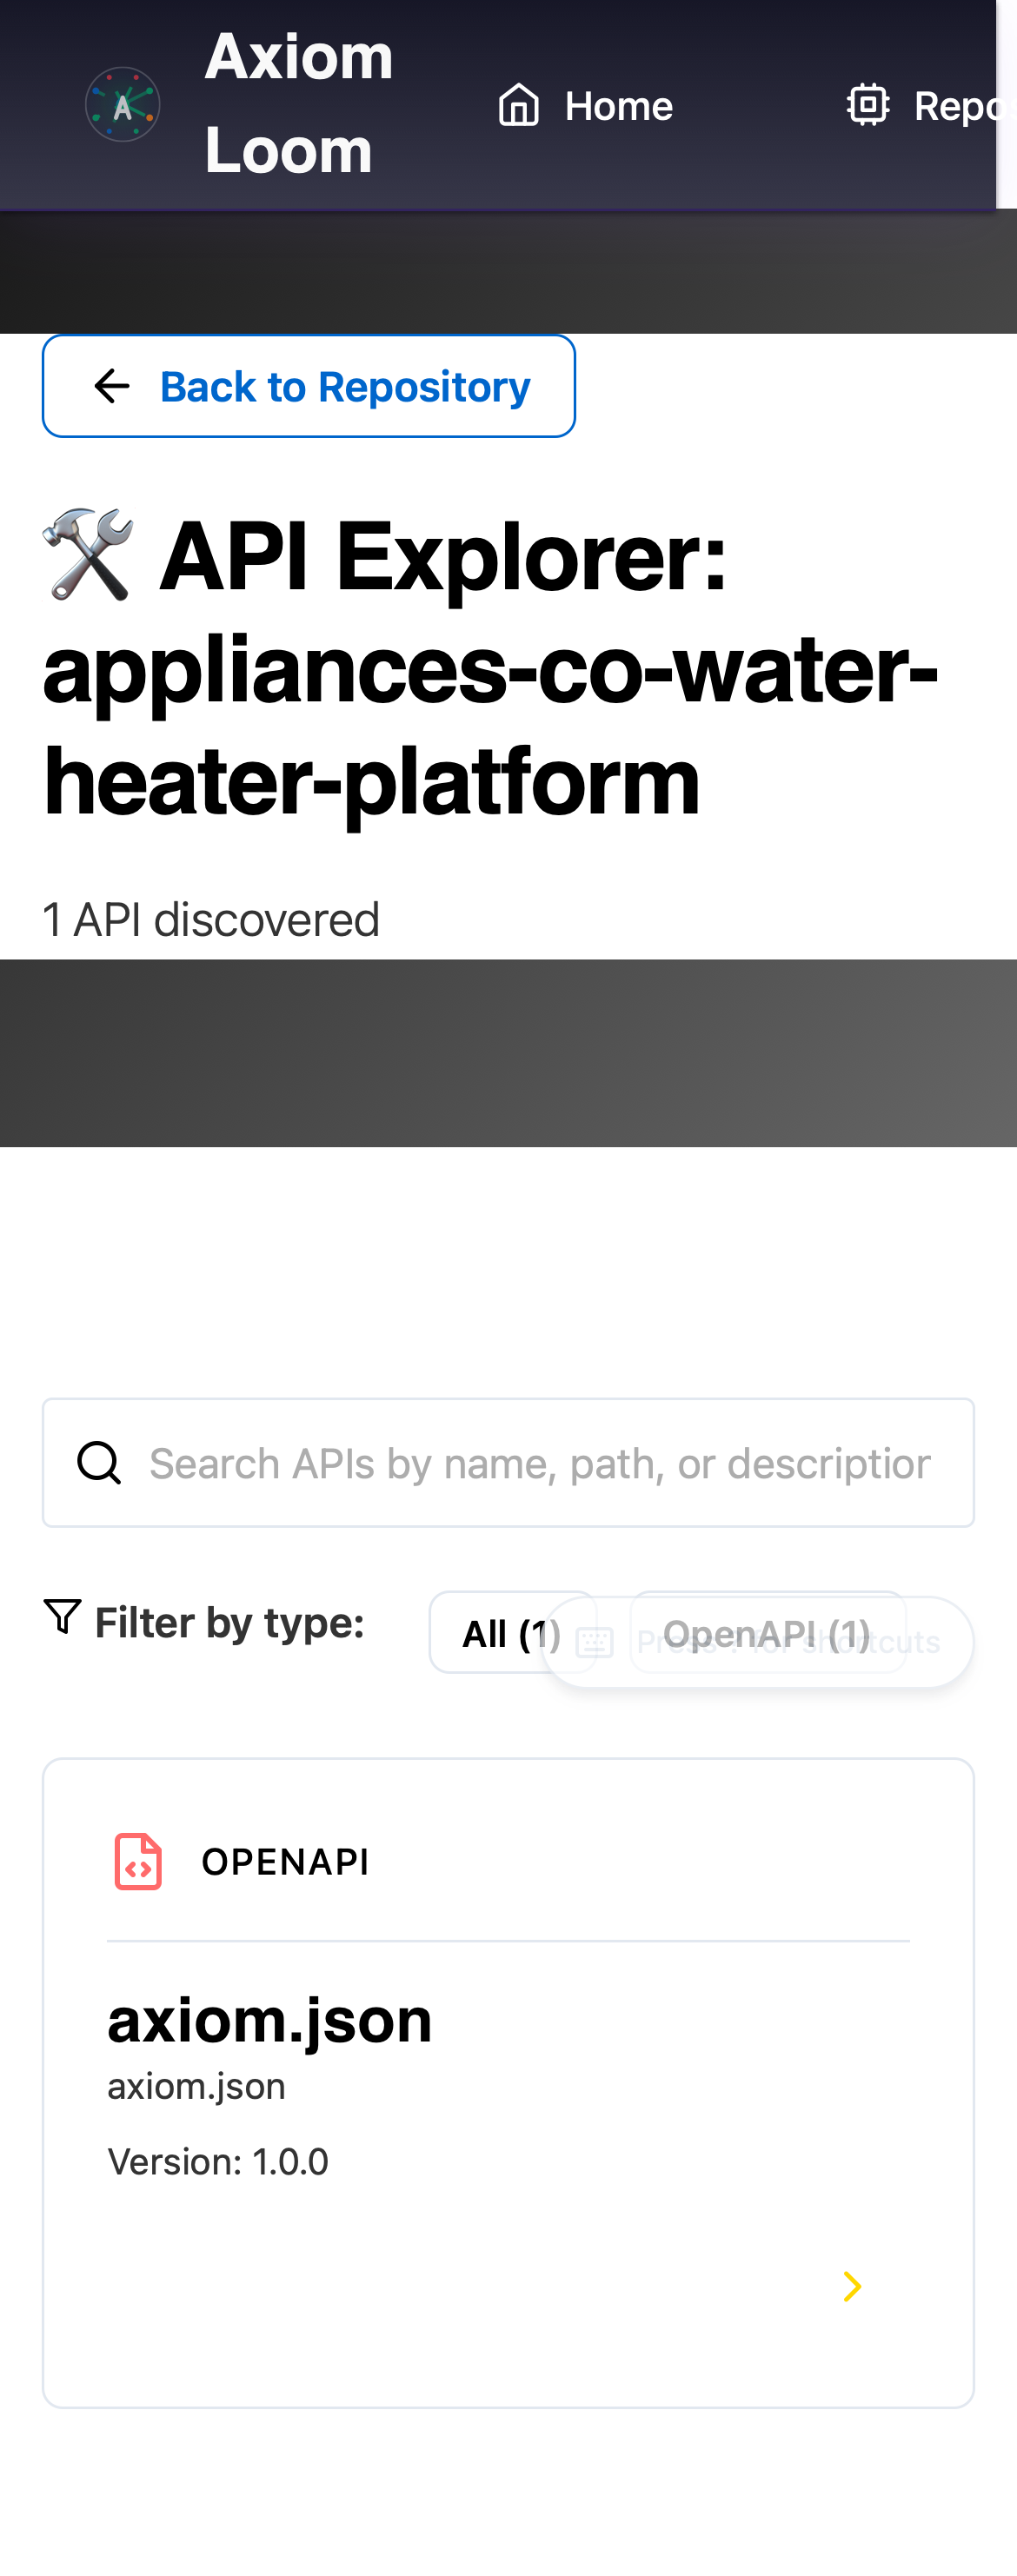 A
Axiom
Loom
Home
Repos
Back to Repository
🛠️ API Explorer:
appliances-co-water-
heater-platform
1 API discovered
Search APIs by name, path, or description
Filter by type:
All (1)
OpenAPI (1)
Press ? for shortcuts
OPENAPI
axiom.json
axiom.json
Version: 1.0.0